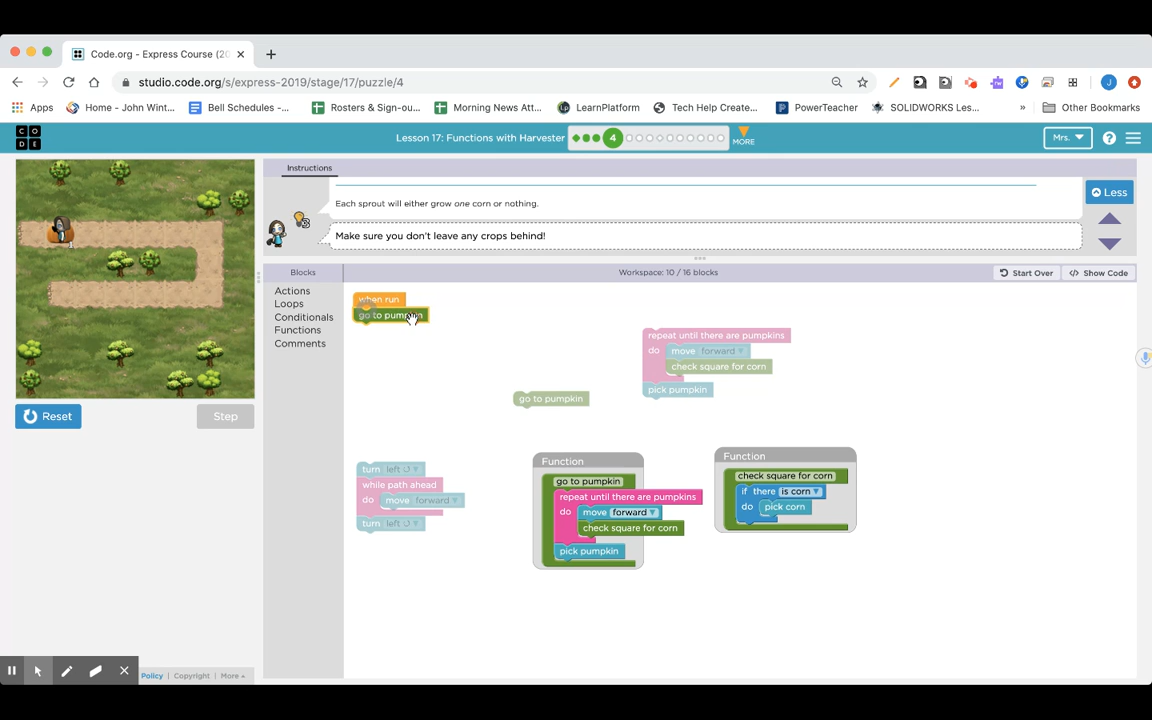 Code.org - Express Course (20
studio.code.org/s/express-2019/stage/17/puzzle/4
Apps
Home - John Wint...
Bell Schedules -...
Rosters & Sign-ou...
Morning News Att...
LearnPlatform
Tech Help Create...
PowerTeacher
SOLIDWORKS Les...
»
Other Bookmarks
C O
D E
Lesson 17: Functions with Harvester
4
MORE
Mrs.
Instructions
Each sprout will either grow one corn or nothing.
Make sure you don't leave any crops behind!
Less
Blocks
Workspace: 10 / 16 blocks
Start Over
</> Show Code
Actions
Loops
Conditionals
Functions
Comments
when run
go to pumpkin
repeat until there are pumpkins
do move forward
check square for corn
pick pumpkin
go to pumpkin
turn left
while path ahead
do move forward
turn left
Function
go to pumpkin
repeat until there are pumpkins
do move forward
check square for corn
pick pumpkin
Function
check square for corn
if there is corn
do pick corn
1
Reset
Step
Policy | Copyright | More